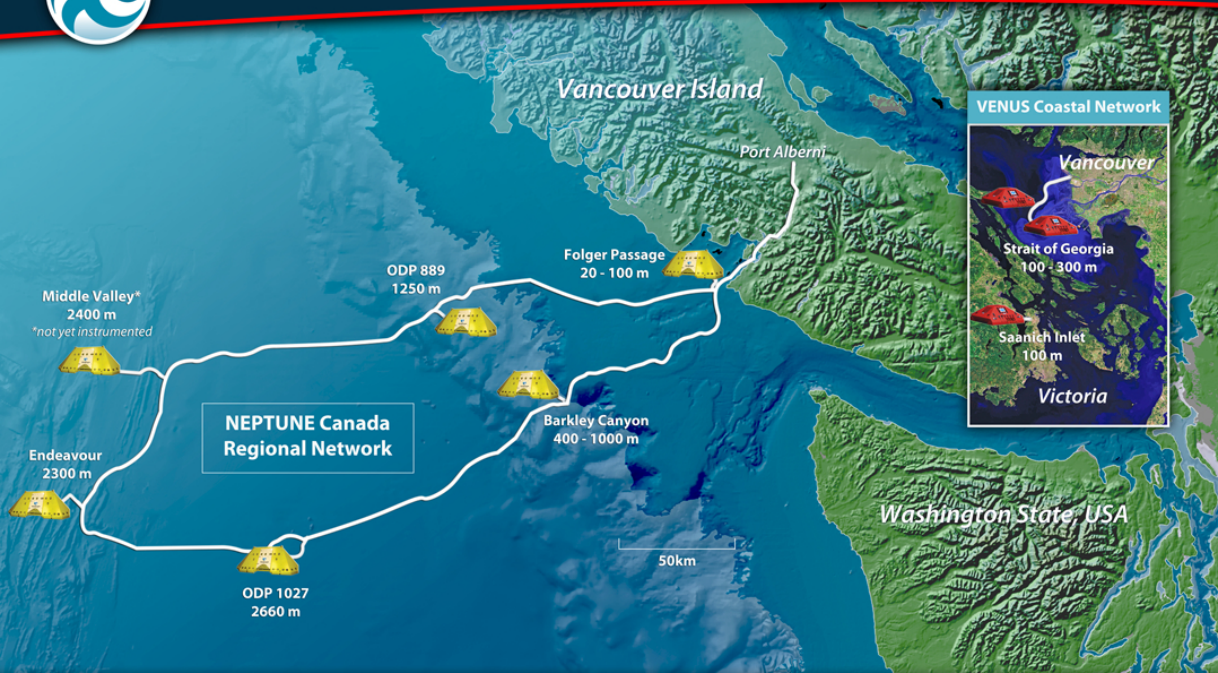 Vancouver Island
VENUS Coastal Network
Port Alberni
Vancouver
Folger Passage
20 - 100 m
Strait of Georgia
100 - 300 m
ODP 889
1250 m
Middle Valley*
2400 m
*not yet instrumented
Saanich Inlet
100 m
Victoria
NEPTUNE Canada
Regional Network
Barkley Canyon
400 - 1000 m
Endeavour
2300 m
Washington State, USA
50km
ODP 1027
2660 m